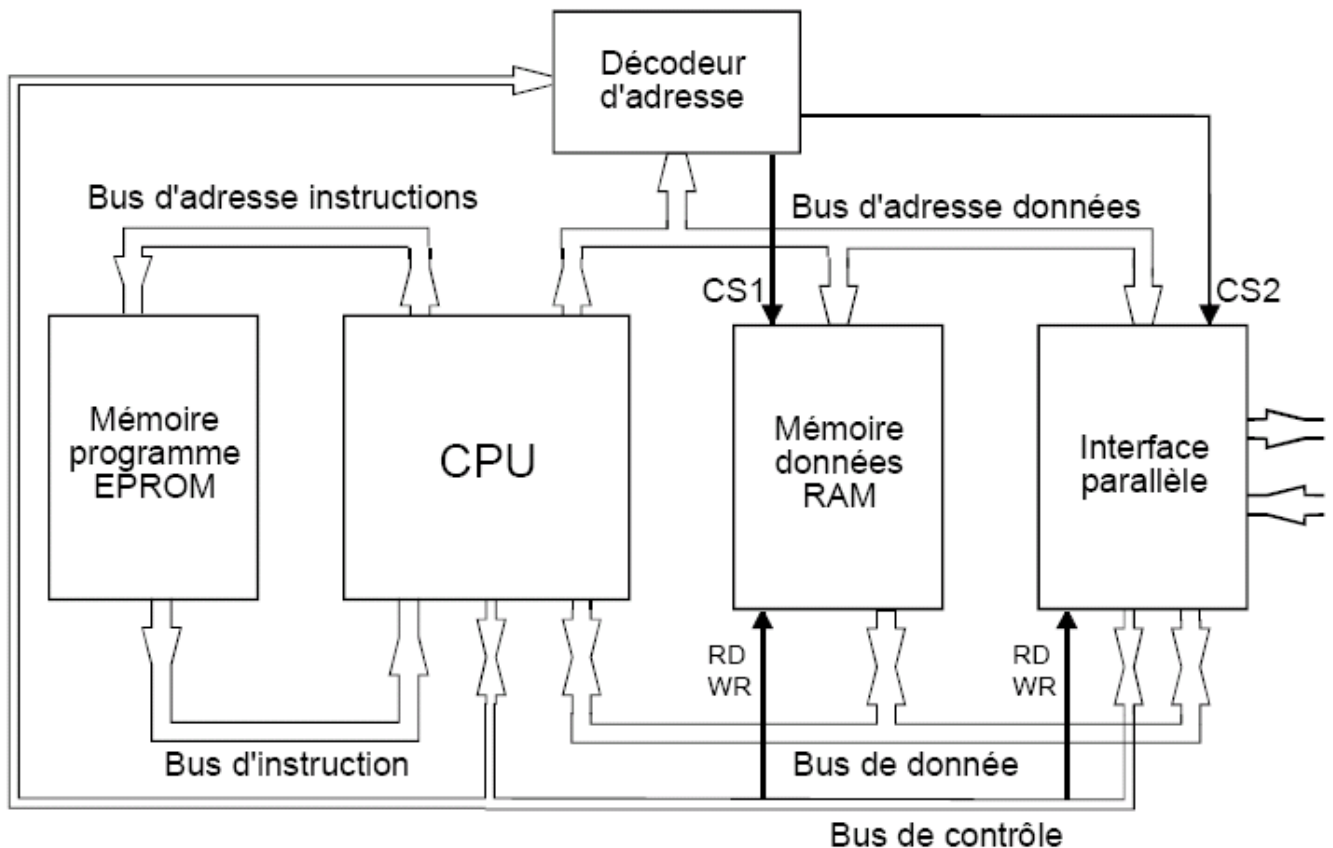 Décodeur
d'adresse
Bus d'adresse instructions
Bus d'adresse données
CS1
CS2
Mémoire
programme
EPROM
CPU
Mémoire
données
RAM
Interface
parallèle
RD
WR
RD
WR
Bus d'instruction
Bus de donnée
Bus de contrôle